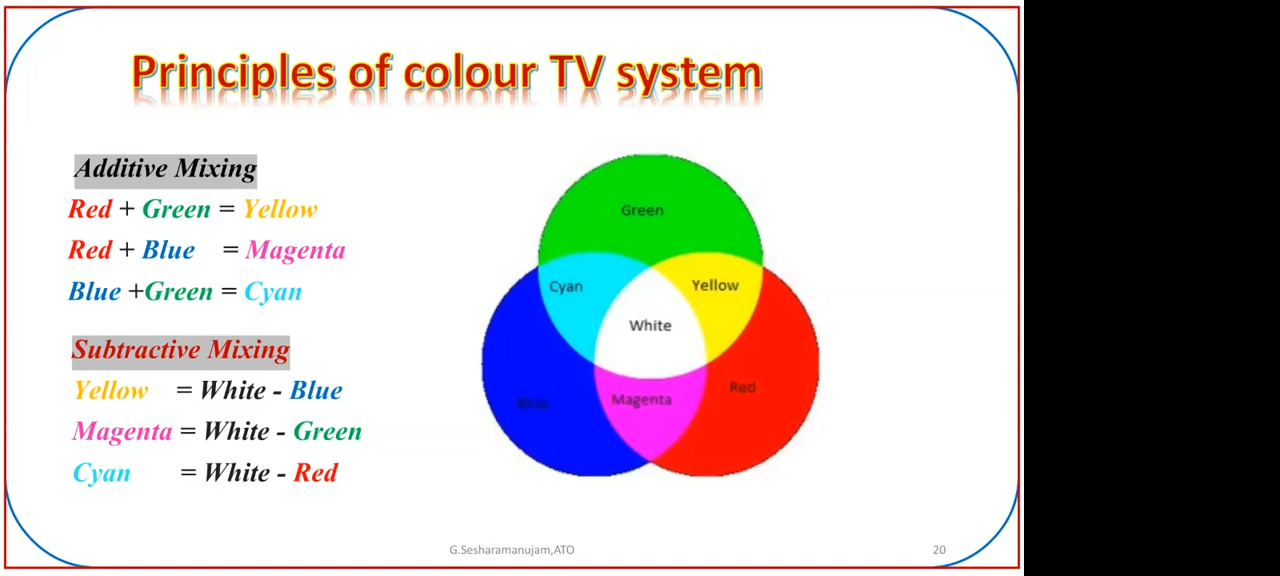 Principles of colour TV system
Additive Mixing
Red + Green = Yellow
Red + Blue = Magenta
Blue +Green = Cyan
Subtractive Mixing
Yellow = White - Blue
Magenta = White - Green
Cyan = White - Red
Green
Cyan
Yellow
White
Blue
Magenta
Red
G.Sesharamanujam,ATO
20